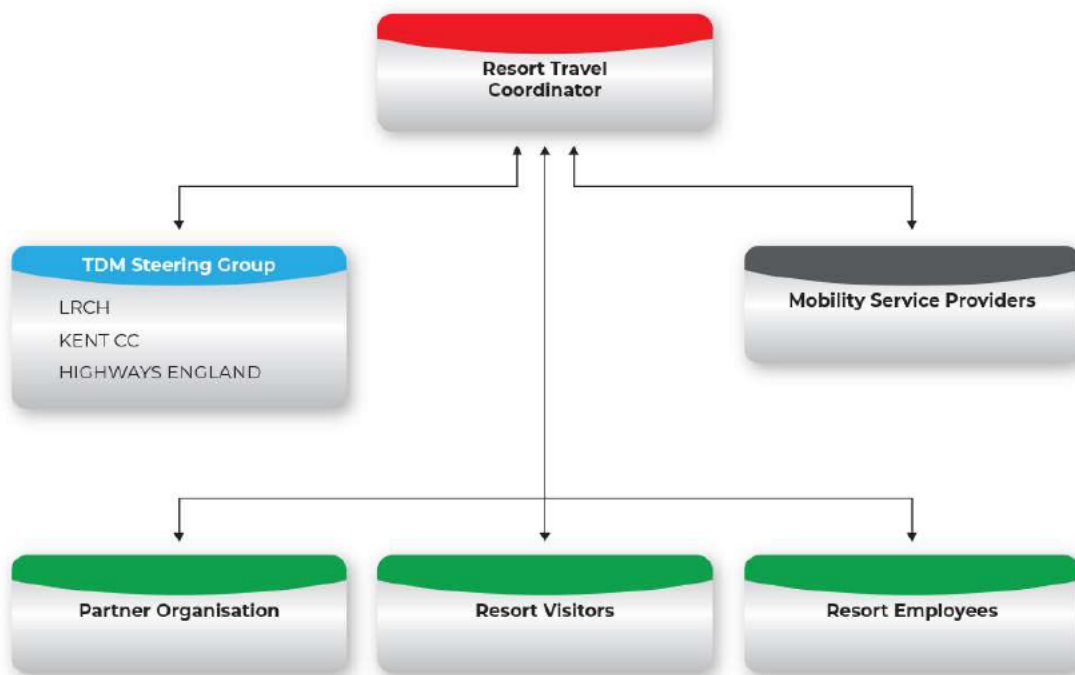 Resort Travel
Coordinator
TDM Steering Group
LRCH
KENT CC
HIGHWAYS ENGLAND
Mobility Service Providers
Partner Organisation
Resort Visitors
Resort Employees